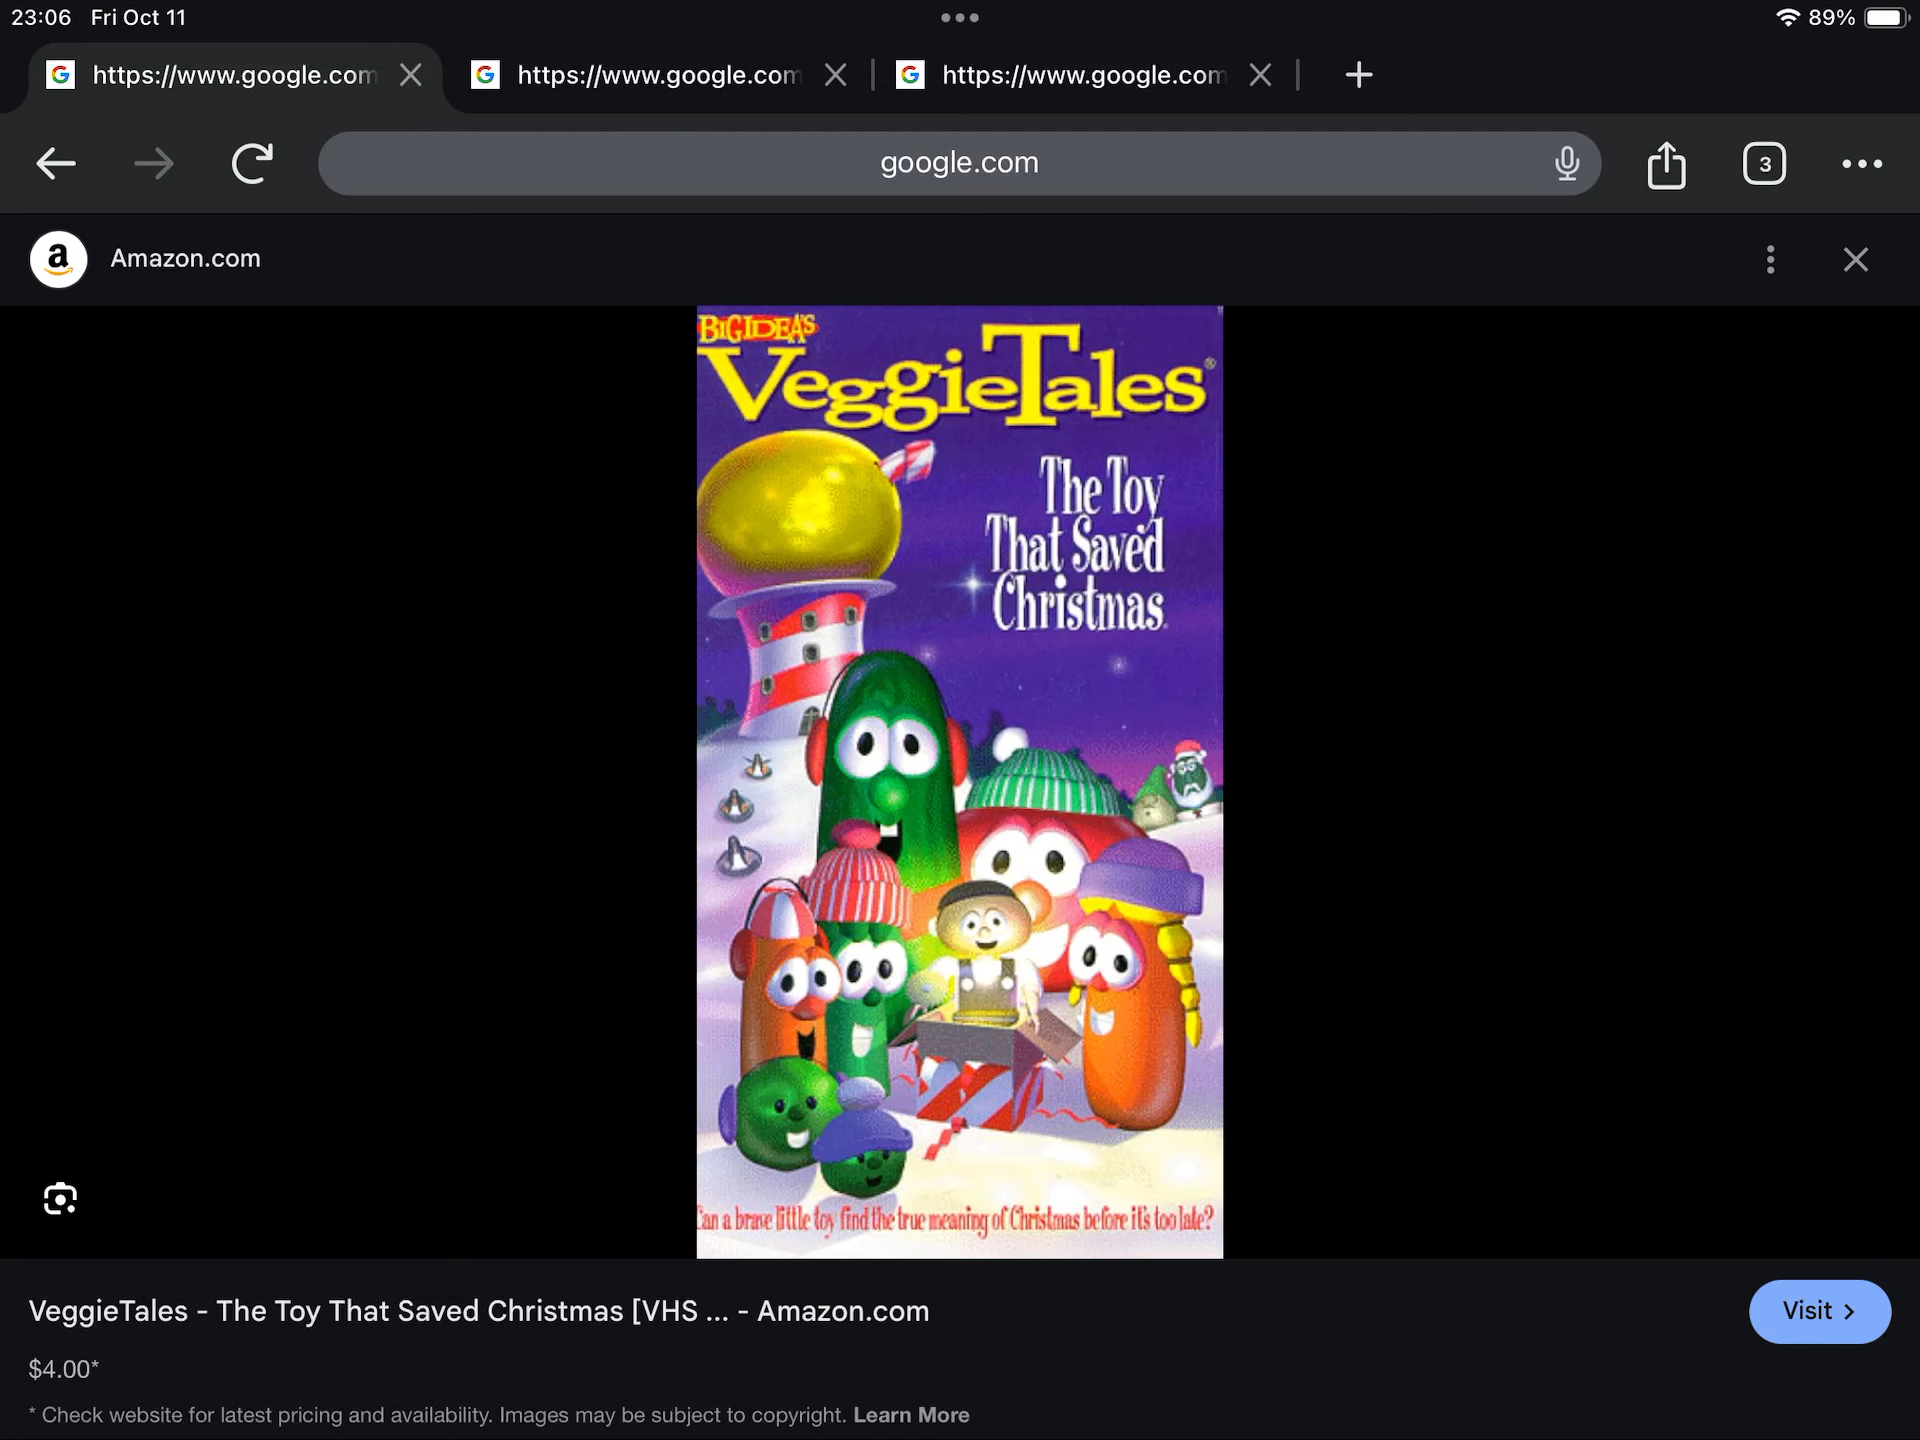 23:06 Fri Oct 11
89%
https://www.google.com
https://www.google.com
https://www.google.com
google.com
3
a
Amazon.com
BIG IDEA'S
VeggieTales®
The Toy
That Saved
Christmas.
Can a brave little toy find the true meaning of Christmas before it's too late?
VeggieTales - The Toy That Saved Christmas [VHS ... - Amazon.com
Visit
$4.00*
* Check website for latest pricing and availability. Images may be subject to copyright. Learn More